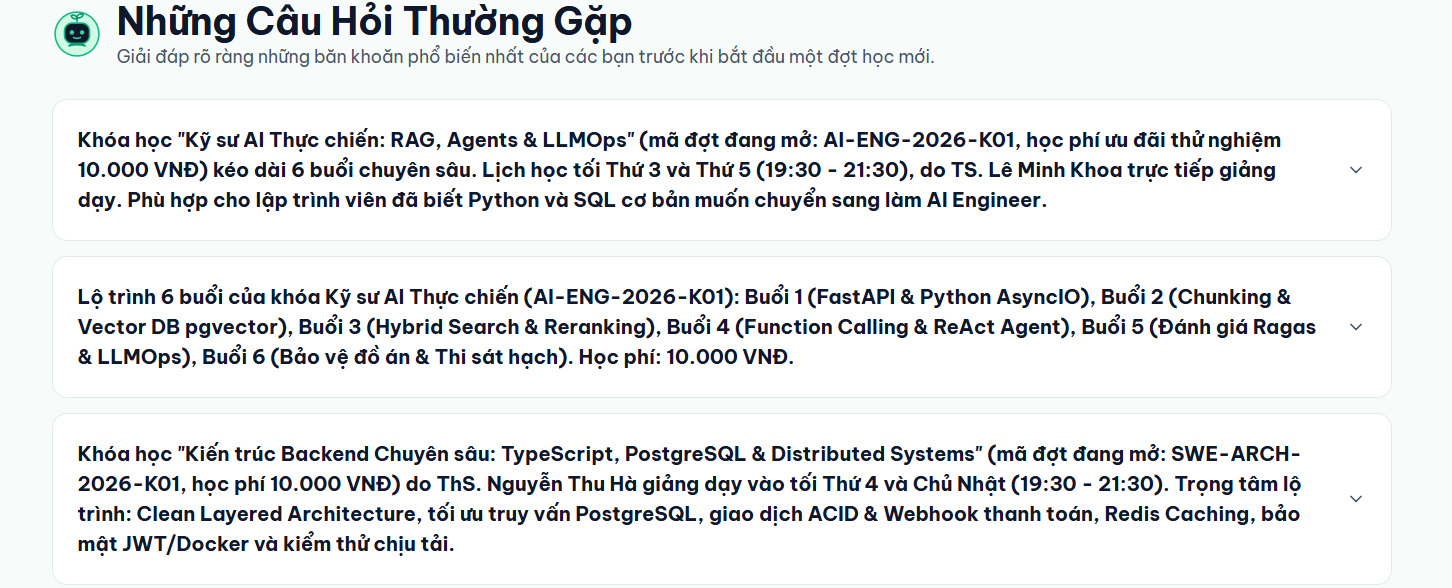 Những Câu Hỏi Thường Gặp
Giải đáp rõ ràng những băn khoăn phổ biến nhất của các bạn trước khi bắt đầu một đợt học mới.
Khóa học "Kỹ sư AI Thực chiến: RAG, Agents & LLMOps" (mã đợt đang mở: AI-ENG-2026-K01, học phí ưu đãi thử nghiệm
10.000 VNĐ) kéo dài 6 buổi chuyên sâu. Lịch học tối Thứ 3 và Thứ 5 (19:30 - 21:30), do TS. Lê Minh Khoa trực tiếp giảng
dạy. Phù hợp cho lập trình viên đã biết Python và SQL cơ bản muốn chuyển sang làm AI Engineer.
Lộ trình 6 buổi của khóa Kỹ sư AI Thực chiến (AI-ENG-2026-K01): Buổi 1 (FastAPI & Python AsyncIO), Buổi 2 (Chunking &
Vector DB pgvector), Buổi 3 (Hybrid Search & Reranking), Buổi 4 (Function Calling & ReAct Agent), Buổi 5 (Đánh giá Ragas
& LLMOps), Buổi 6 (Bảo vệ đồ án & Thi sát hạch). Học phí: 10.000 VNĐ.
Khóa học "Kiến trúc Backend Chuyên sâu: TypeScript, PostgreSQL & Distributed Systems" (mã đợt đang mở: SWE-ARCH-
2026-K01, học phí 10.000 VNĐ) do ThS. Nguyễn Thu Hà giảng dạy vào tối Thứ 4 và Chủ Nhật (19:30 - 21:30). Trọng tâm lộ
trình: Clean Layered Architecture, tối ưu truy vấn PostgreSQL, giao dịch ACID & Webhook thanh toán, Redis Caching, bảo
mật JWT/Docker và kiểm thử chịu tải.